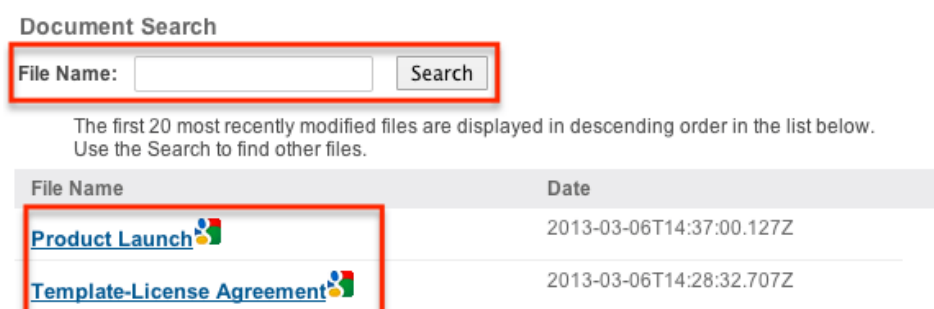 Document Search
File Name: Search
The first 20 most recently modified files are displayed in descending order in the list below.
Use the Search to find other files.
File Name Date
Product Launch 2013-03-06T14:37:00.127Z
Template-License Agreement 2013-03-06T14:28:32.707Z